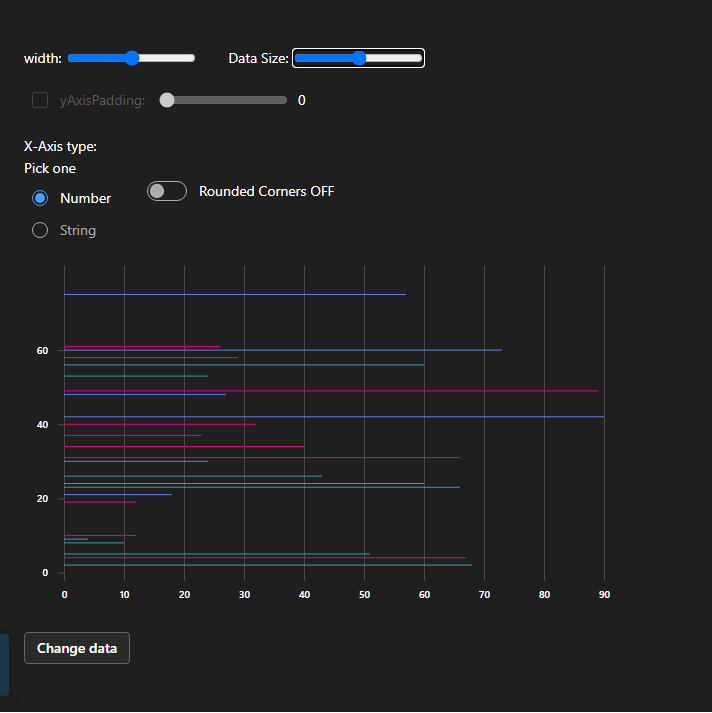 width: Data Size:
yAxisPadding: 0
X-Axis type:
Pick one
Number
Rounded Corners OFF
String
60
40
20
0
0 10 20 30 40 50 60 70 80 90
Change data